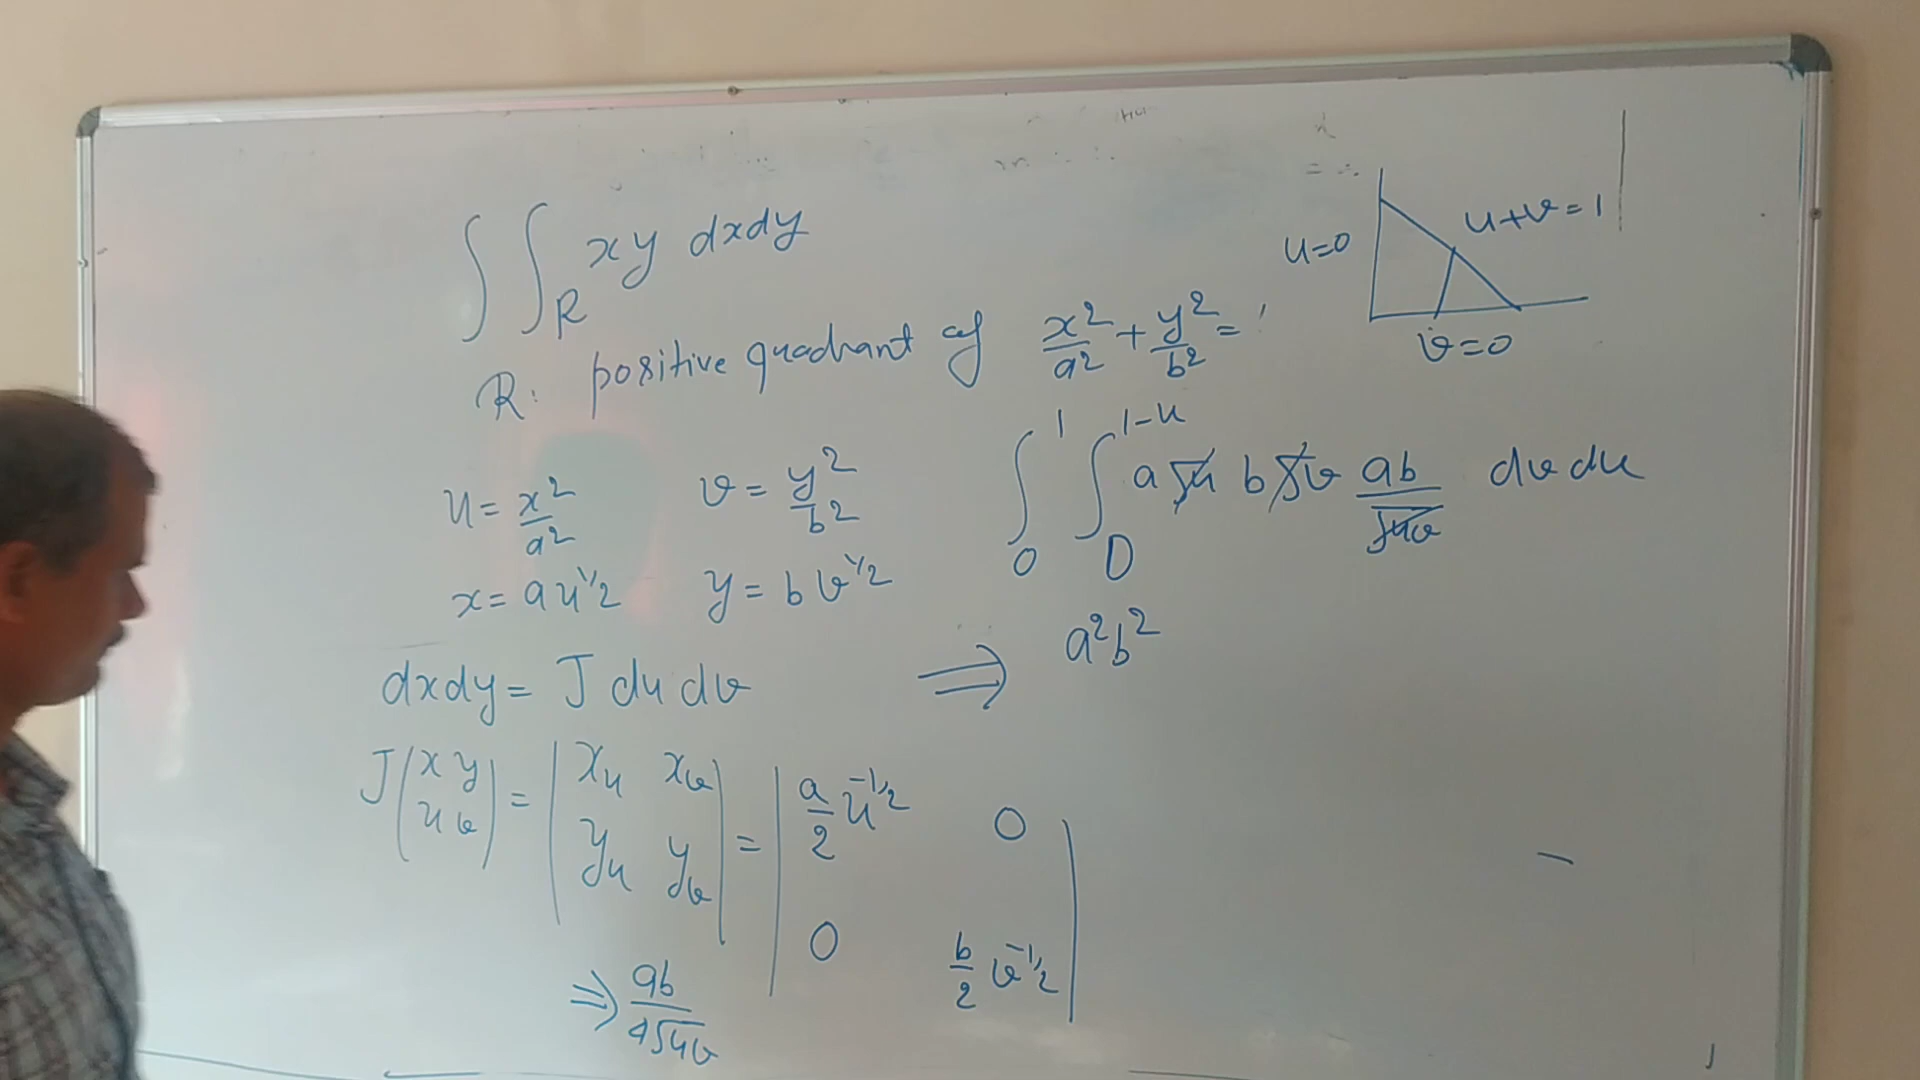 ∫∫_R xy dxdy
R: positive quadrant of x²/a² + y²/b² = 1
u = x²/a²   v = y²/b²
x = a u^1/2   y = b v^1/2
dxdy = J du dv
J(x y / u v) = | x_u x_v ; y_u y_v | = | a/2 u^-1/2   0 ; 0   b/2 v^-1/2 |
⇒ ab/4√uv
u+v=1
u=0
v=0
∫_0^1 ∫_0^1-u a√u b√v ab/√uv dv du
⇒ a²b²